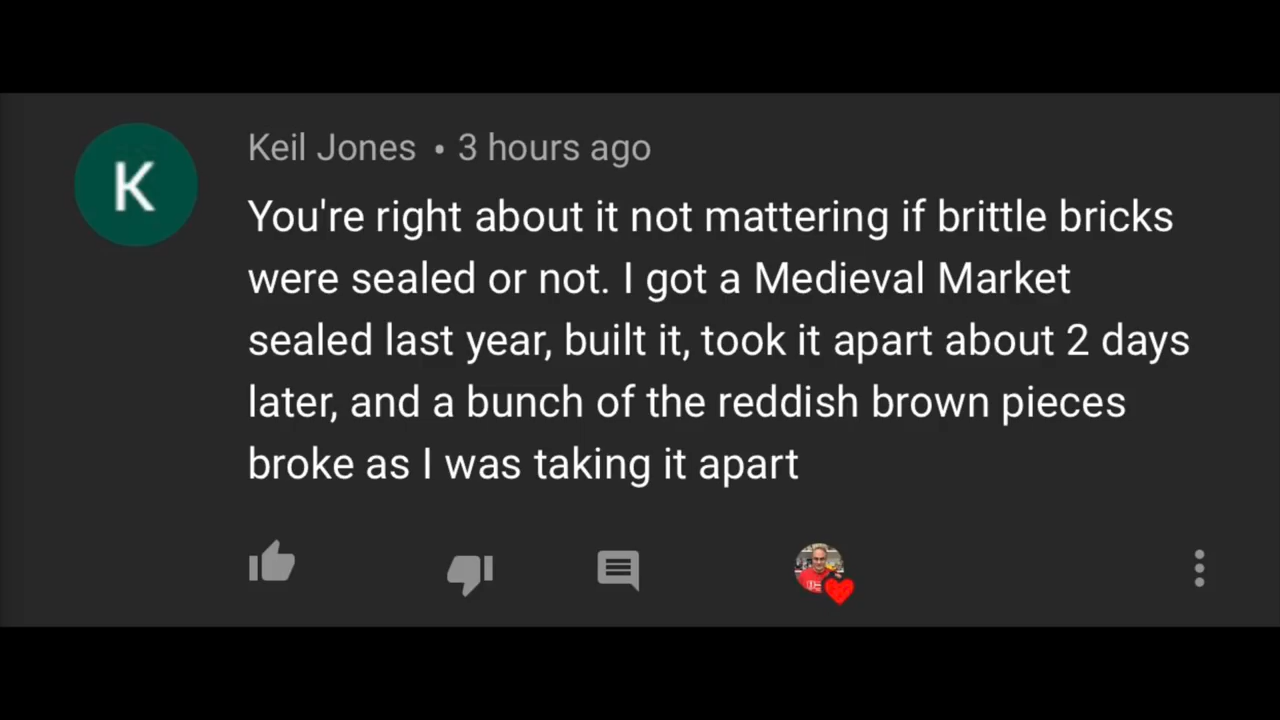 K
Keil Jones • 3 hours ago
You're right about it not mattering if brittle bricks
were sealed or not. I got a Medieval Market
sealed last year, built it, took it apart about 2 days
later, and a bunch of the reddish brown pieces
broke as I was taking it apart